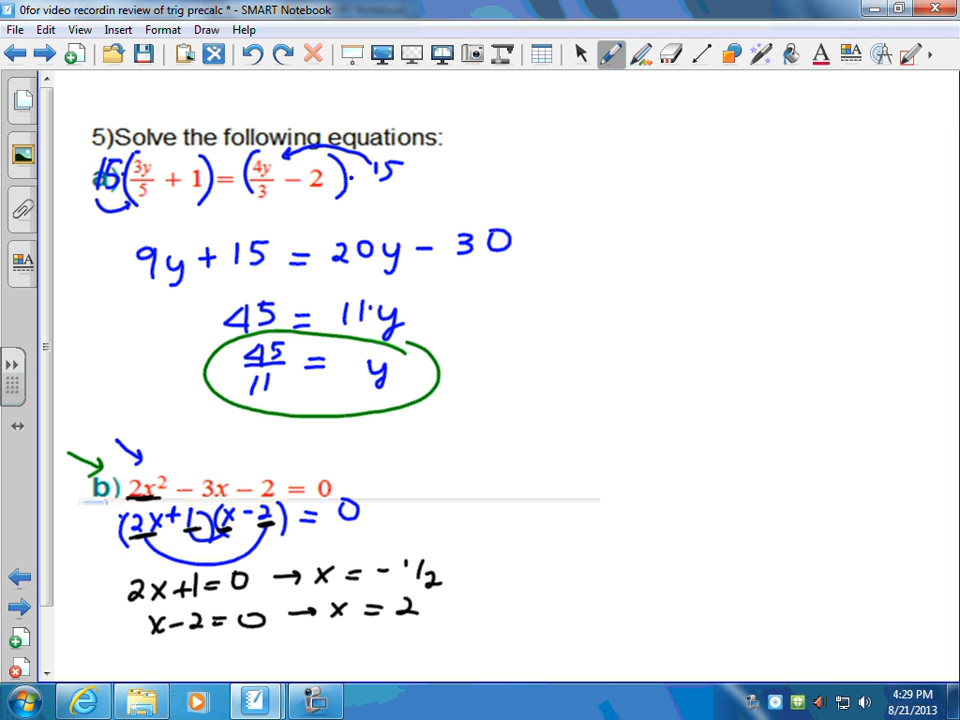 0for video recordin review of trig precalc * - SMART Notebook
File Edit View Insert Format Draw Help
5)Solve the following equations:
15(3y/5 + 1) = (4y/3 − 2)·15
9y + 15 = 20y − 30
45 = 11·y
45/11 = y
b) 2x² − 3x − 2 = 0
(2x+1)(x−2) = 0
2x+1=0 → x = −1/2
x−2=0 → x = 2
4:29 PM
8/21/2013